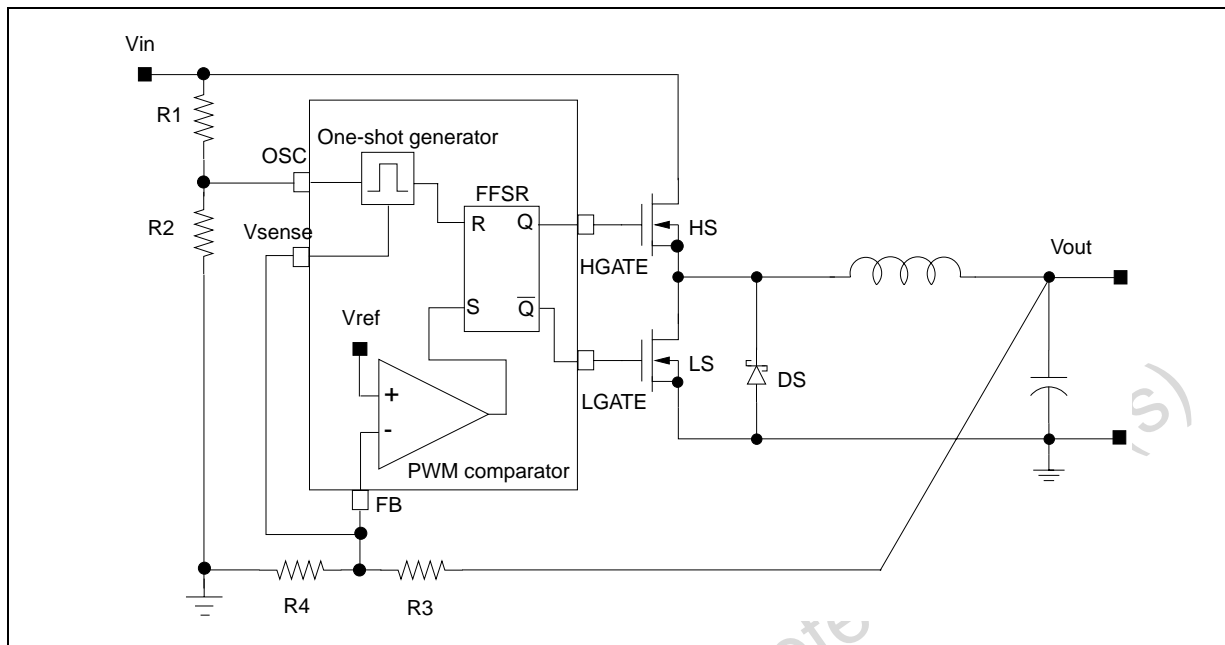 Vin
R1
One-shot generator
OSC
FFSR
R2
R
Q
HS
Vsense
Vout
HGATE
S
Q
Vref
LS
DS
+
LGATE
-
PWM comparator
FB
R4
R3